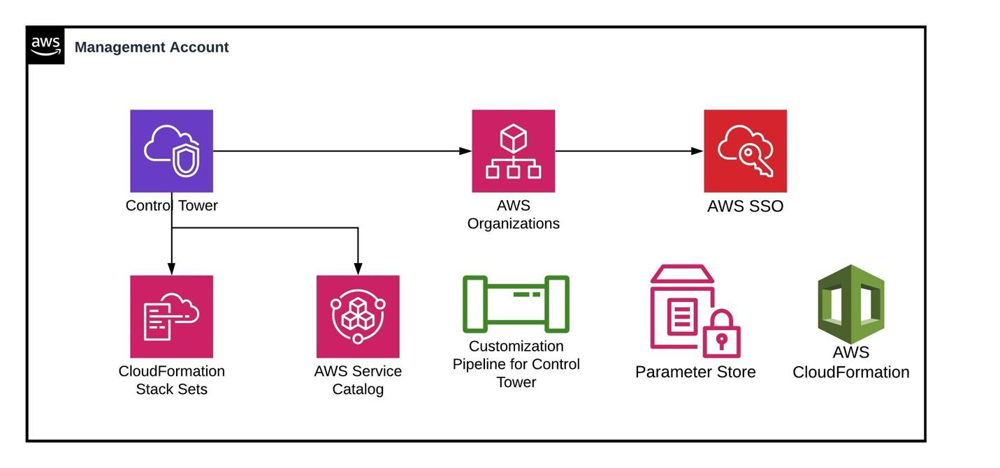 aws
Management Account
Control Tower
AWS
Organizations
AWS SSO
CloudFormation
Stack Sets
AWS Service
Catalog
Customization
Pipeline for Control
Tower
Parameter Store
AWS
CloudFormation